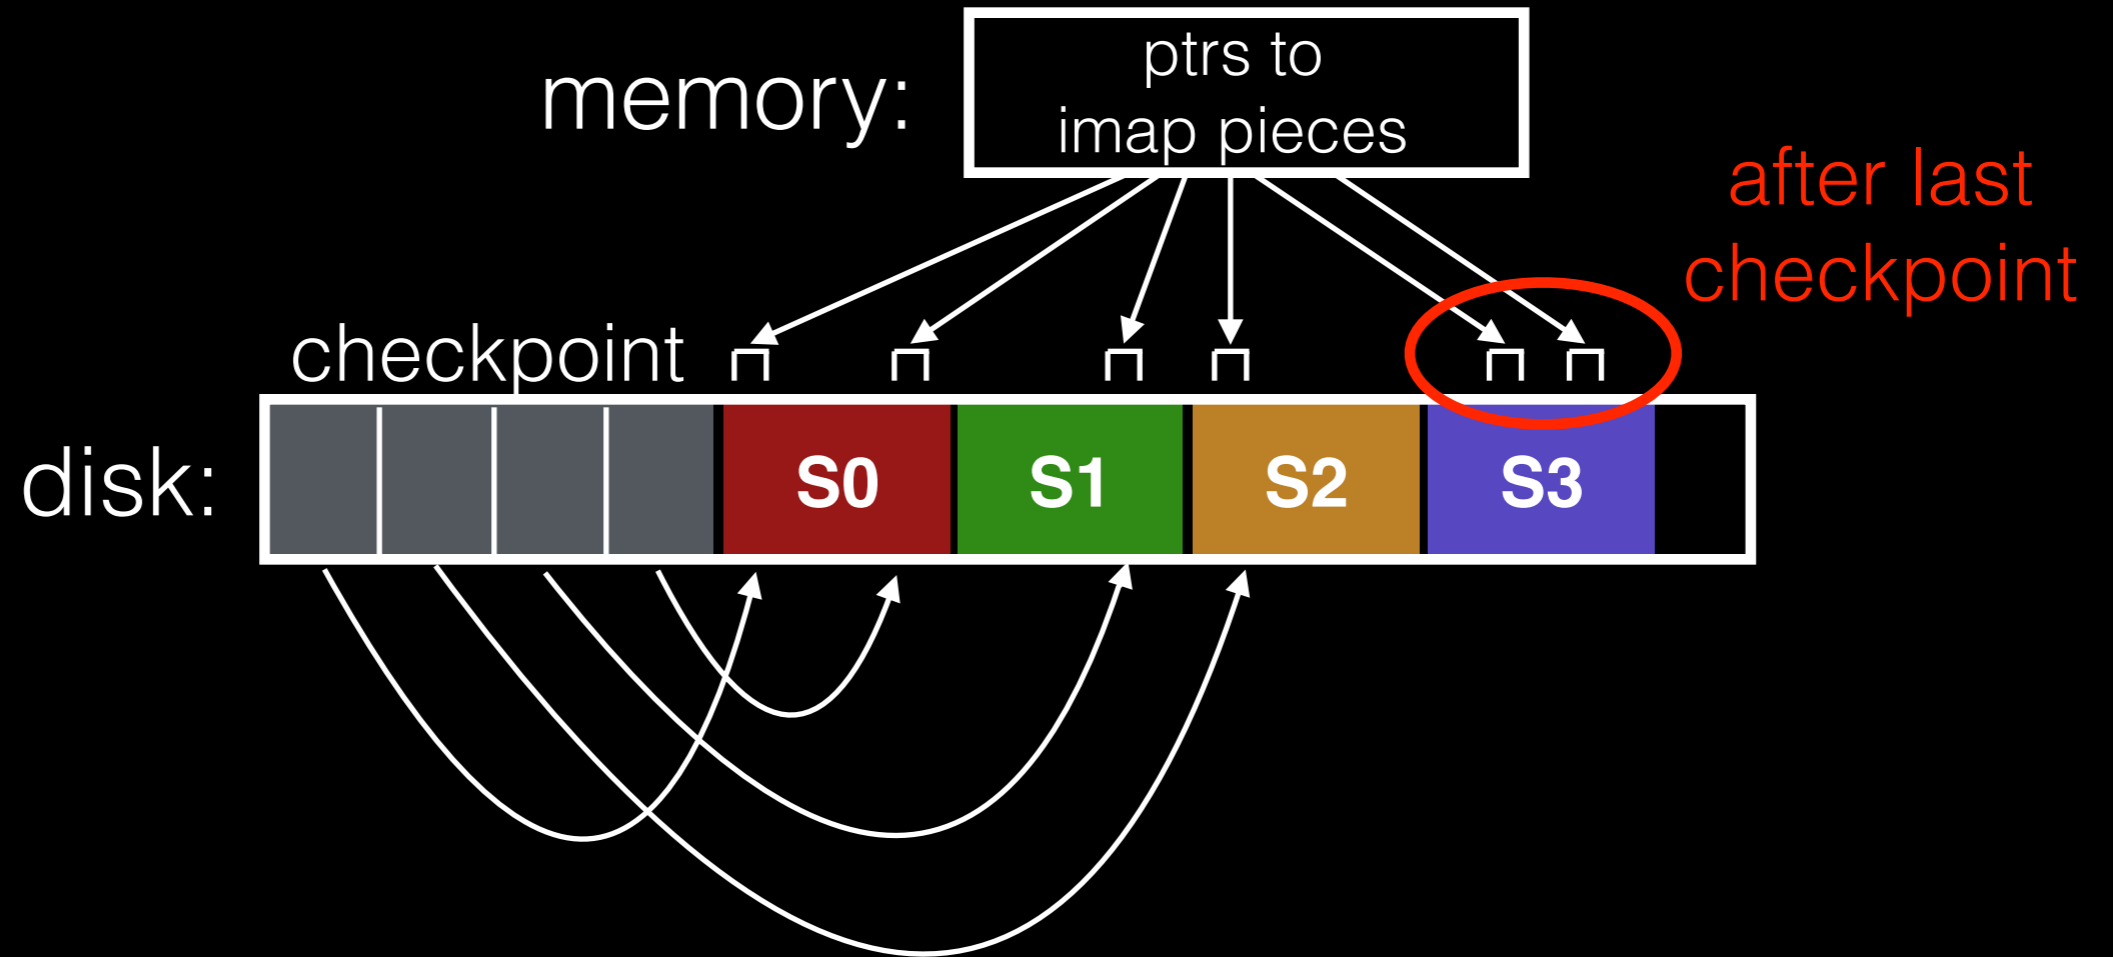 ptrs to
imap pieces
memory:
after last
checkpoint
checkpoint
disk:
S0
S1
S2
S3